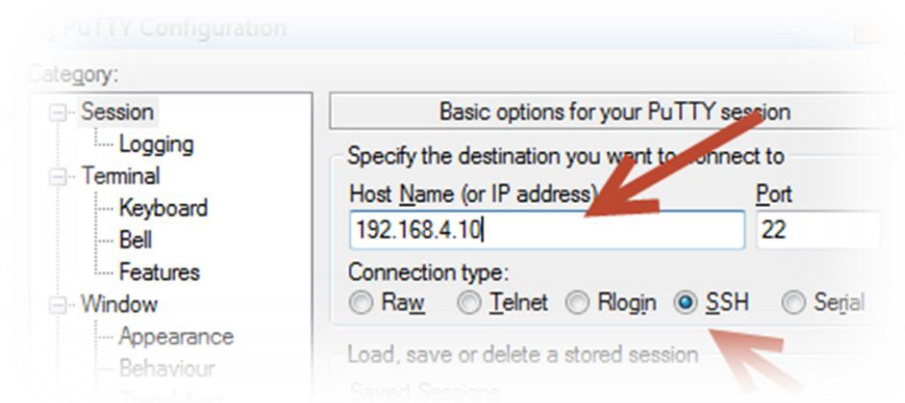 PuTTY Configuration
Category:
Session
Logging
Terminal
Keyboard
Bell
Features
Window
Appearance
Behaviour
Translation
Basic options for your PuTTY session
Specify the destination you want to connect to
Host Name (or IP address) Port
192.168.4.10 22
Connection type:
Raw Telnet Rlogin SSH Serial
Load, save or delete a stored session
Saved Sessions